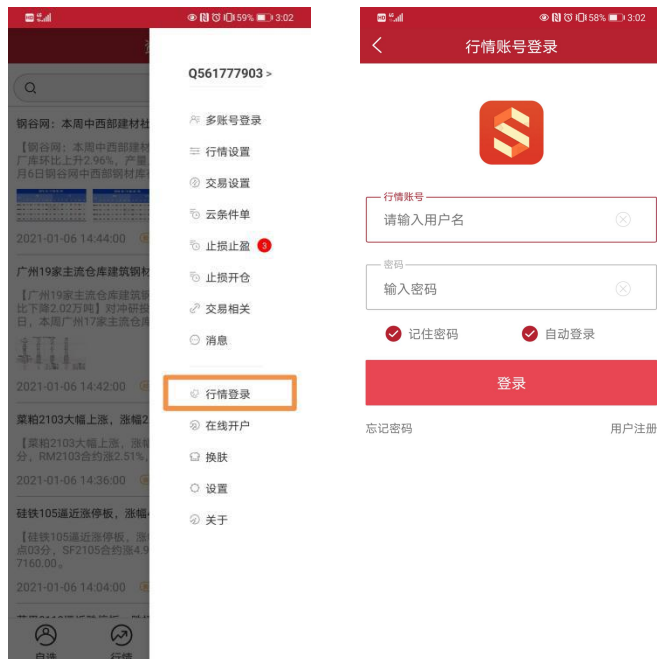 59% 3:02
Q561777903 >
钢谷网：本周中西部建材社
【钢谷网：本周中西部建材
厂库环比上升2.96%，产量
月6日钢谷网中西部钢材库
2021-01-06 14:44:00
广州19家主流仓库建筑钢材
【广州19家主流仓库建筑钢
比下降2.02万吨】对冲研投
日，本周广州17家主流仓库
2021-01-06 14:42:00
菜粕2103大幅上涨，涨幅2
【菜粕2103大幅上涨，涨幅
分，RM2103合约涨2.51%，
2021-01-06 14:36:00
硅铁105逼近涨停板，涨幅4
【硅铁105逼近涨停板，涨
点03分，SF2105合约涨4.9
7160.00。
2021-01-06 14:04:00
自选
行情
多账号登录
行情设置
交易设置
云条件单
止损止盈 3
止损开仓
交易相关
消息
行情登录
在线开户
换肤
设置
关于
58% 3:02
行情账号登录
行情账号
请输入用户名
密码
输入密码
记住密码 自动登录
登录
忘记密码 用户注册